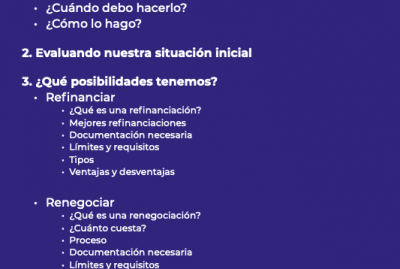 • ¿Cuándo debo hacerlo?
• ¿Cómo lo hago?
2. Evaluando nuestra situación inicial
3. ¿Qué posibilidades tenemos?
• Refinanciar
• ¿Qué es una refinanciación?
• Mejores refinanciaciones
• Documentación necesaria
• Límites y requisitos
• Tipos
• Ventajas y desventajas
• Renegociar
• ¿Qué es una renegociación?
• ¿Cuánto cuesta?
• Proceso
• Documentación necesaria
• Límites y requisitos